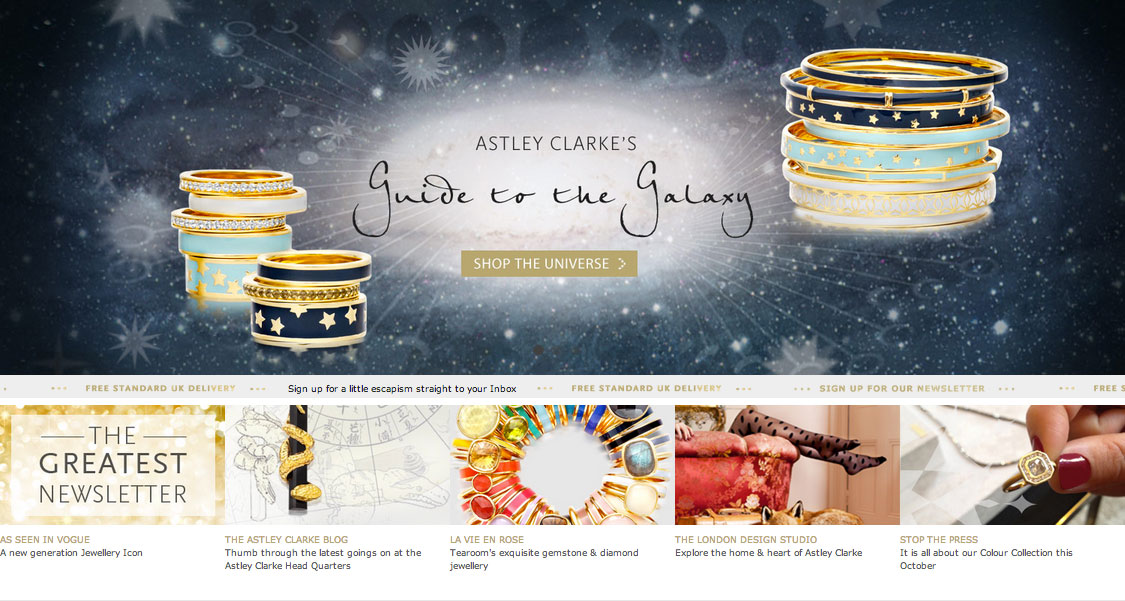 ASTLEY CLARKE'S
Guide to the Galaxy
SHOP THE UNIVERSE
FREE STANDARD UK DELIVERY
Sign up for a little escapism straight to your Inbox
FREE STANDARD UK DELIVERY
SIGN UP FOR OUR NEWSLETTER
FREE S
THE
GREATEST
NEWSLETTER
AS SEEN IN VOGUE
A new generation Jewellery Icon
THE ASTLEY CLARKE BLOG
Thumb through the latest goings on at the
Astley Clarke Head Quarters
LA VIE EN ROSE
Tearoom's exquisite gemstone & diamond
jewellery
THE LONDON DESIGN STUDIO
Explore the home & heart of Astley Clarke
STOP THE PRESS
It is all about our Colour Collection this
October